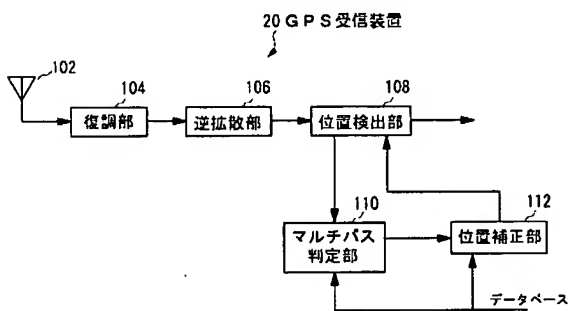 20 GPS受信装置
102
104
106
108
復調部
逆拡散部
位置検出部
110
112
マルチパス
判定部
位置補正部
データベース